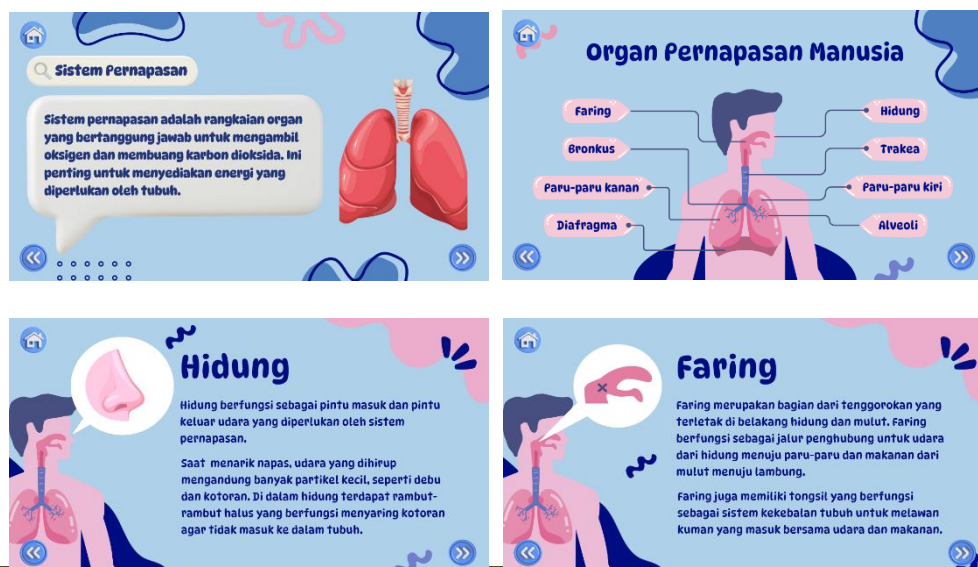 Sistem Pernapasan
Sistem pernapasan adalah rangkaian organ
yang bertanggung jawab untuk mengambil
oksigen dan membuang karbon dioksida. Ini
penting untuk menyediakan energi yang
diperlukan oleh tubuh.
Organ Pernapasan Manusia
Faring
Hidung
Bronkus
Trakea
Paru-paru kanan
Paru-paru kiri
Diafragma
Alveoli
Hidung
Hidung berfungsi sebagai pintu masuk dan pintu
keluar udara yang diperlukan oleh sistem
pernapasan.
Saat menarik napas, udara yang dihirup
mengandung banyak partikel kecil, seperti debu
dan kotoran. Di dalam hidung terdapat rambut-
rambut halus yang berfungsi menyaring kotoran
agar tidak masuk ke dalam tubuh.
Faring
Faring merupakan bagian dari tenggorokan yang
terletak di belakang hidung dan mulut. Faring
berfungsi sebagai jalur penghubung untuk udara
dari hidung menuju paru-paru dan makanan dari
mulut menuju lambung.
Faring juga memiliki tongsil yang berfungsi
sebagai sistem kekebalan tubuh untuk melawan
kuman yang masuk bersama udara dan makanan.